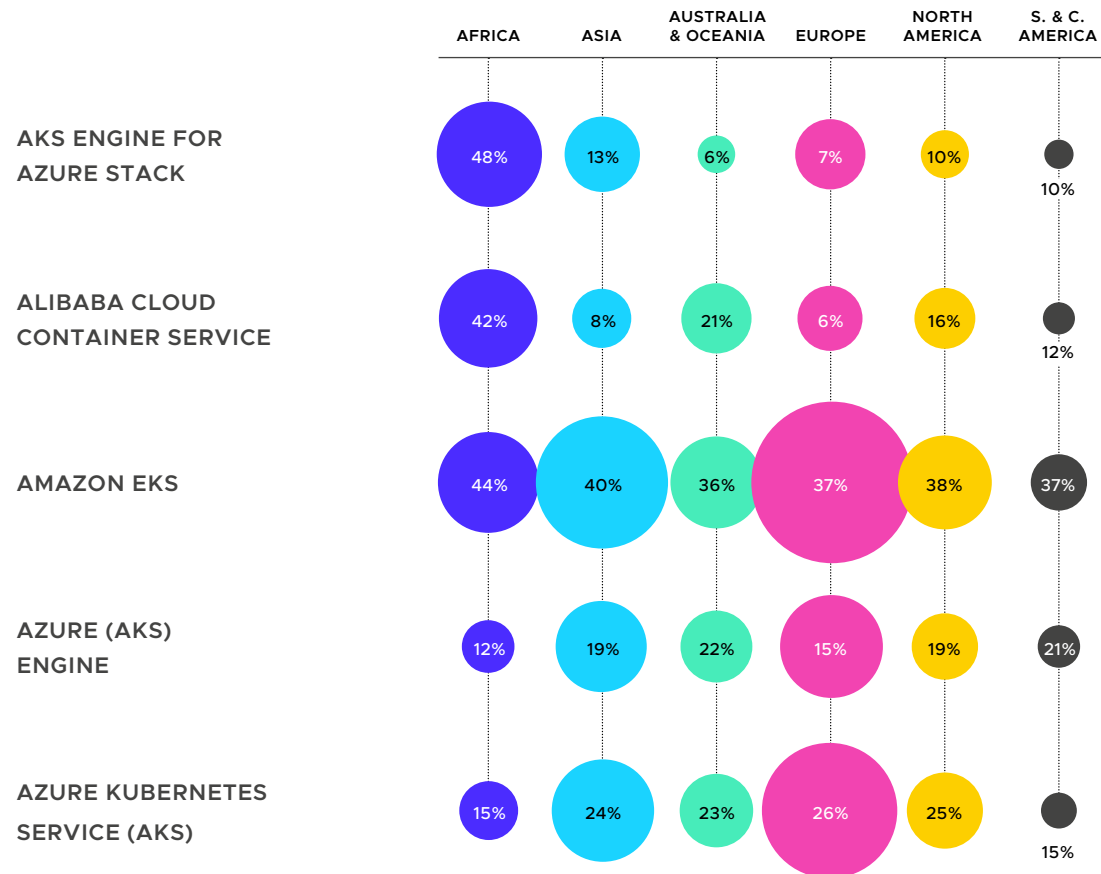 AFRICA
ASIA
AUSTRALIA
& OCEANIA
EUROPE
NORTH
AMERICA
S. & C.
AMERICA
AKS ENGINE FOR
AZURE STACK
48%
13%
6%
7%
10%
10%
ALIBABA CLOUD
CONTAINER SERVICE
42%
8%
21%
6%
16%
12%
AMAZON EKS
44%
40%
36%
37%
38%
37%
AZURE (AKS)
ENGINE
12%
19%
22%
15%
19%
21%
AZURE KUBERNETES
SERVICE (AKS)
15%
24%
23%
26%
25%
15%